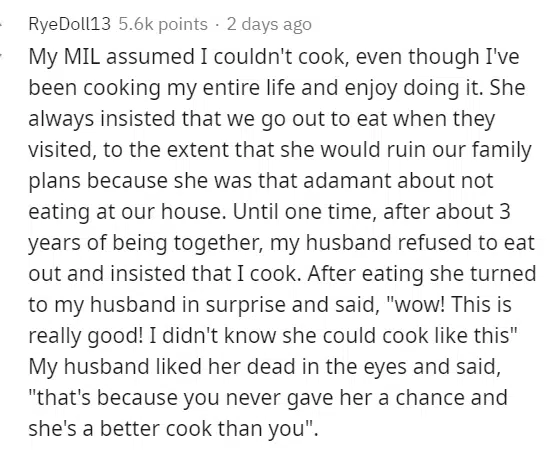 RyeDoll13 5.6k points · 2 days ago
My MIL assumed I couldn't cook, even though I've
been cooking my entire life and enjoy doing it. She
always insisted that we go out to eat when they
visited, to the extent that she would ruin our family
plans because she was that adamant about not
eating at our house. Until one time, after about 3
years of being together, my husband refused to eat
out and insisted that I cook. After eating she turned
to my husband in surprise and said, "wow! This is
really good! I didn't know she could cook like this"
My husband liked her dead in the eyes and said,
"that's because you never gave her a chance and
she's a better cook than you".